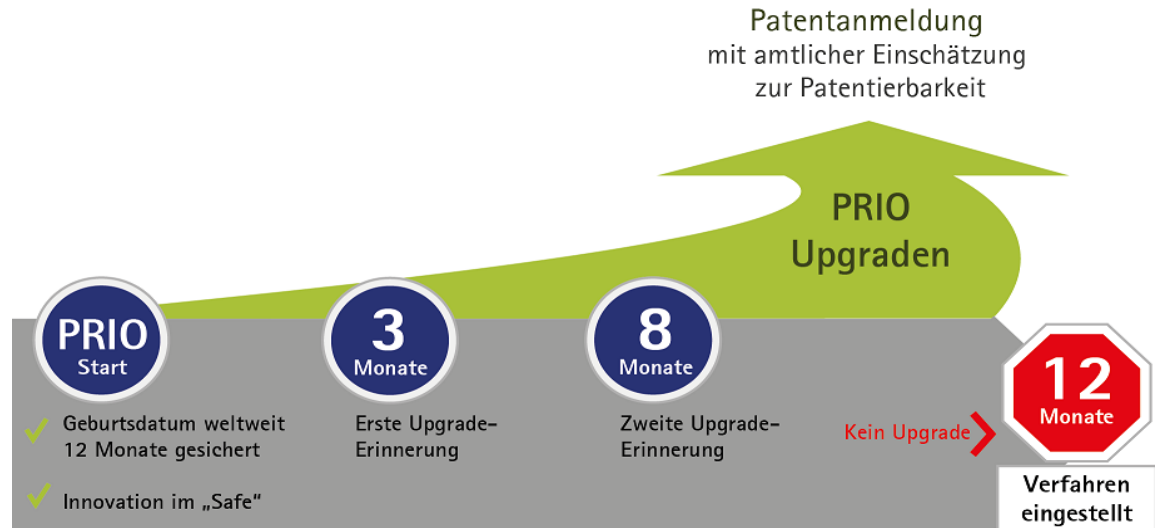 Patentanmeldung
mit amtlicher Einschätzung
zur Patentierbarkeit
PRIO
Upgraden
PRIO
Start
3
Monate
8
Monate
12
Monate
Geburtsdatum weltweit
12 Monate gesichert
Innovation im „Safe“
Erste Upgrade-
Erinnerung
Zweite Upgrade-
Erinnerung
Kein Upgrade
Verfahren
eingestellt